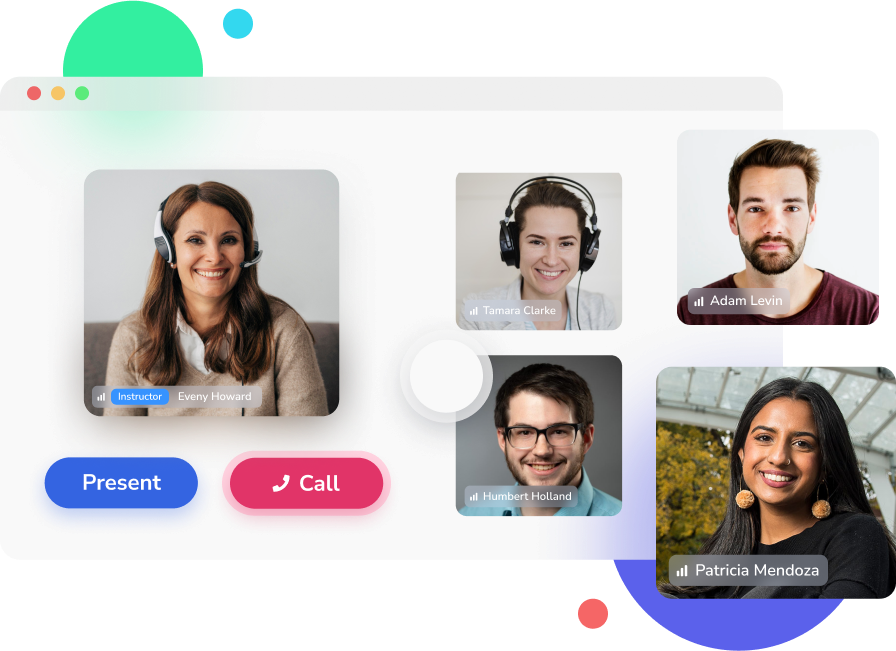 Tamara Clarke
Adam Levin
Instructor Eveny Howard
Present
Call
Humbert Holland
Patricia Mendoza